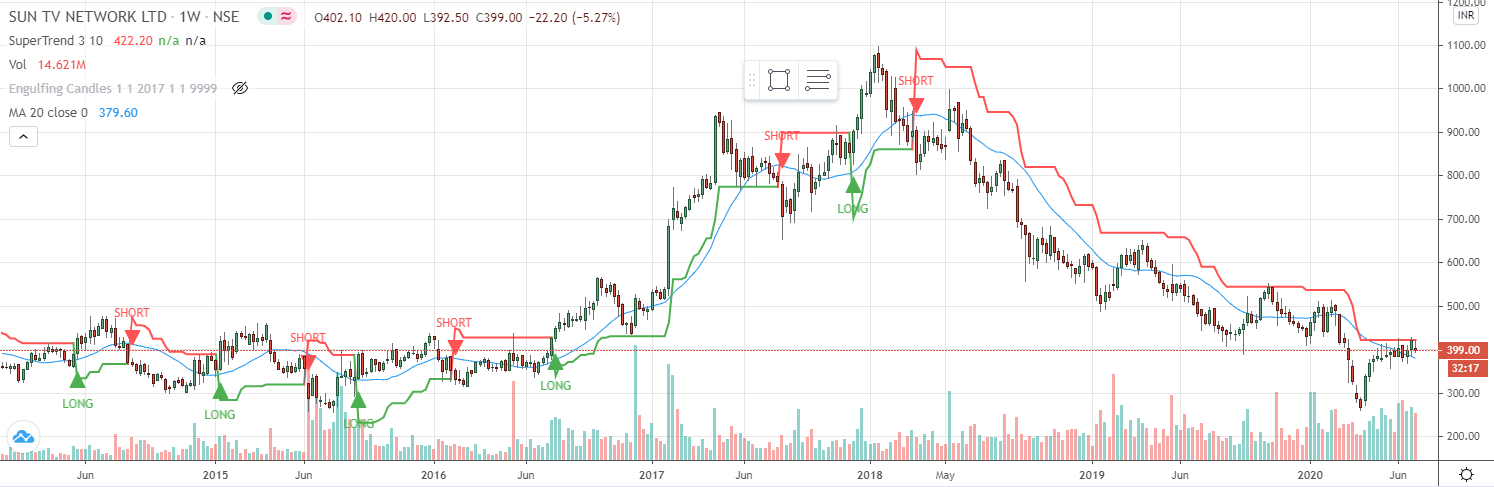 SUN TV NETWORK LTD · 1W · NSE O402.10 H420.00 L392.50 C399.00 −22.20 (−5.27%)
SuperTrend 3 10 422.20 n/a n/a
Vol 14.621M
Engulfing Candles 1 1 2017 1 1 9999
MA 20 close 0 379.60
1200.00
INR
1100.00
1000.00
900.00
800.00
700.00
600.00
500.00
399.00
32:17
300.00
200.00
SHORT
SHORT
SHORT
SHORT
SHORT
LONG
LONG
LONG
LONG
LONG
Jun 2015 Jun 2016 Jun 2017 Jun 2018 May 2019 Jun 2020 Jun